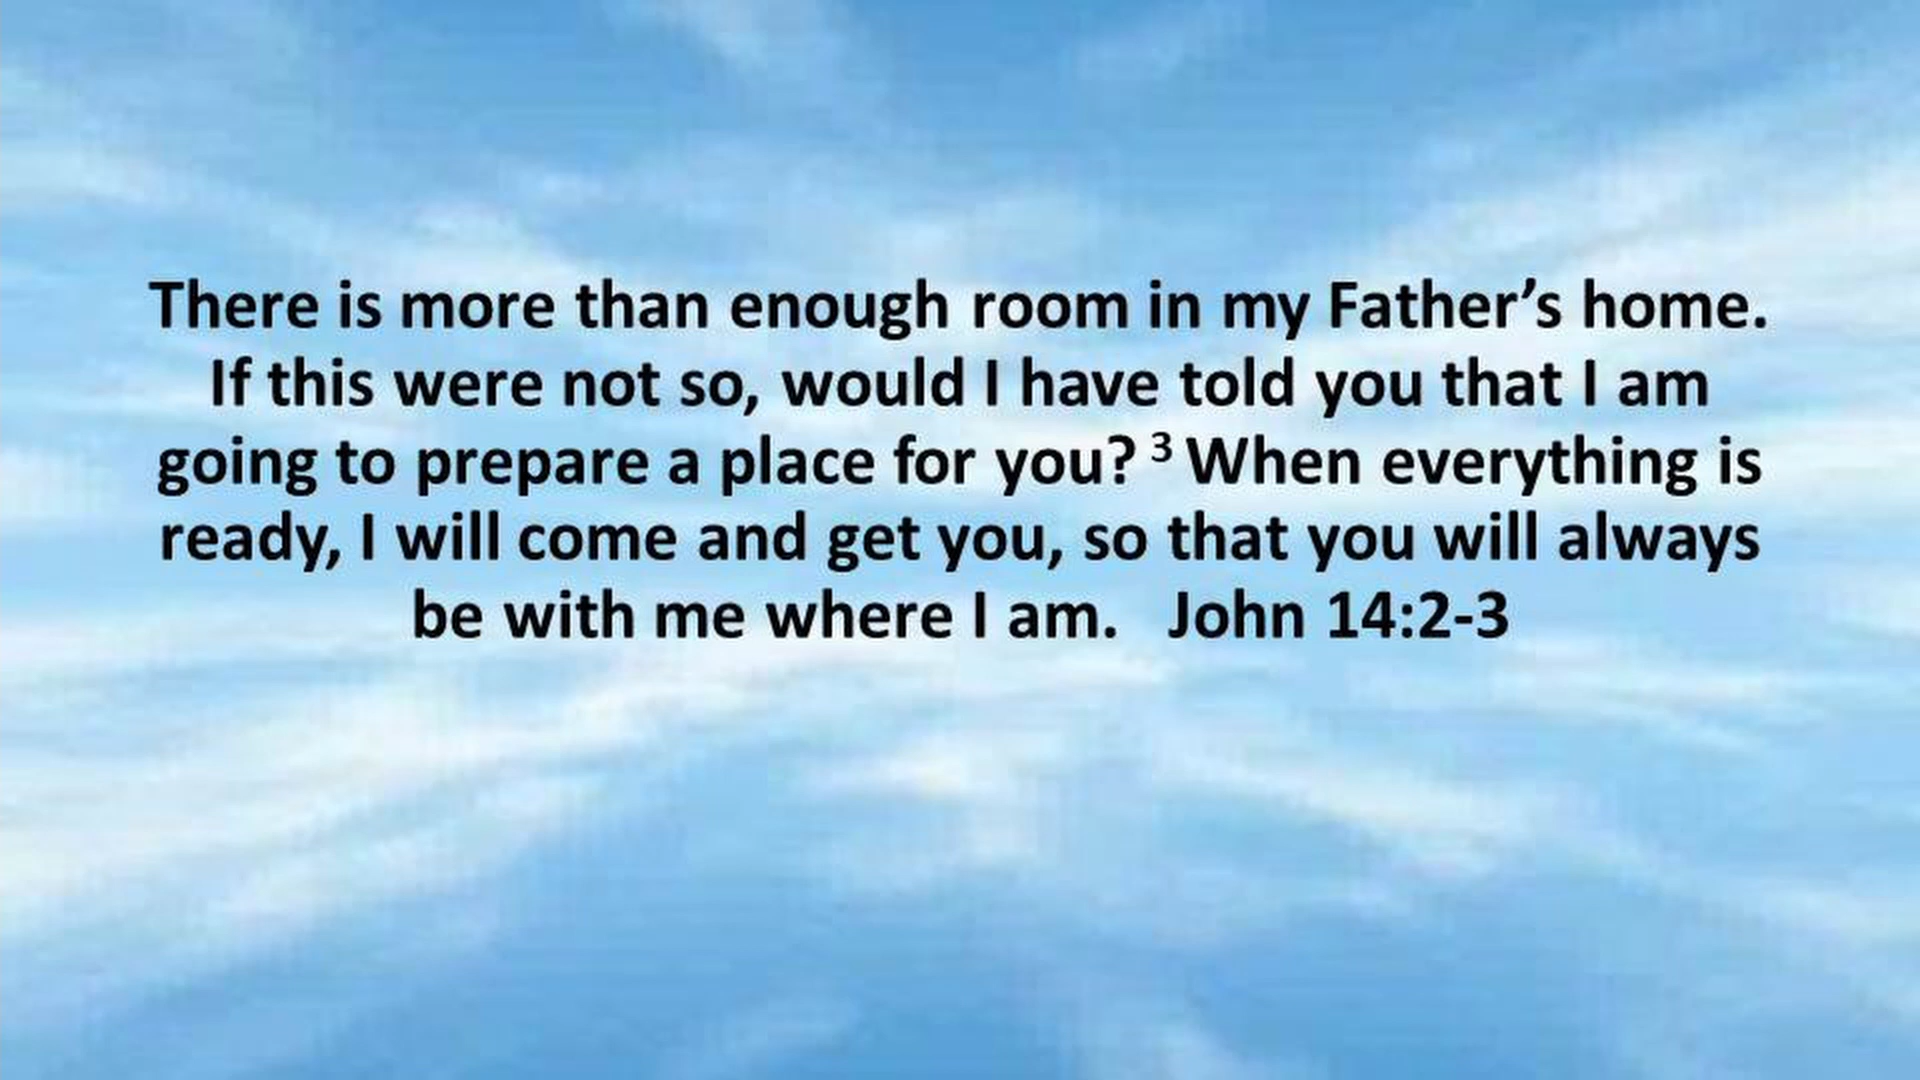 There is more than enough room in my Father’s home.
If this were not so, would I have told you that I am
going to prepare a place for you? ³ When everything is
ready, I will come and get you, so that you will always
be with me where I am.   John 14:2-3